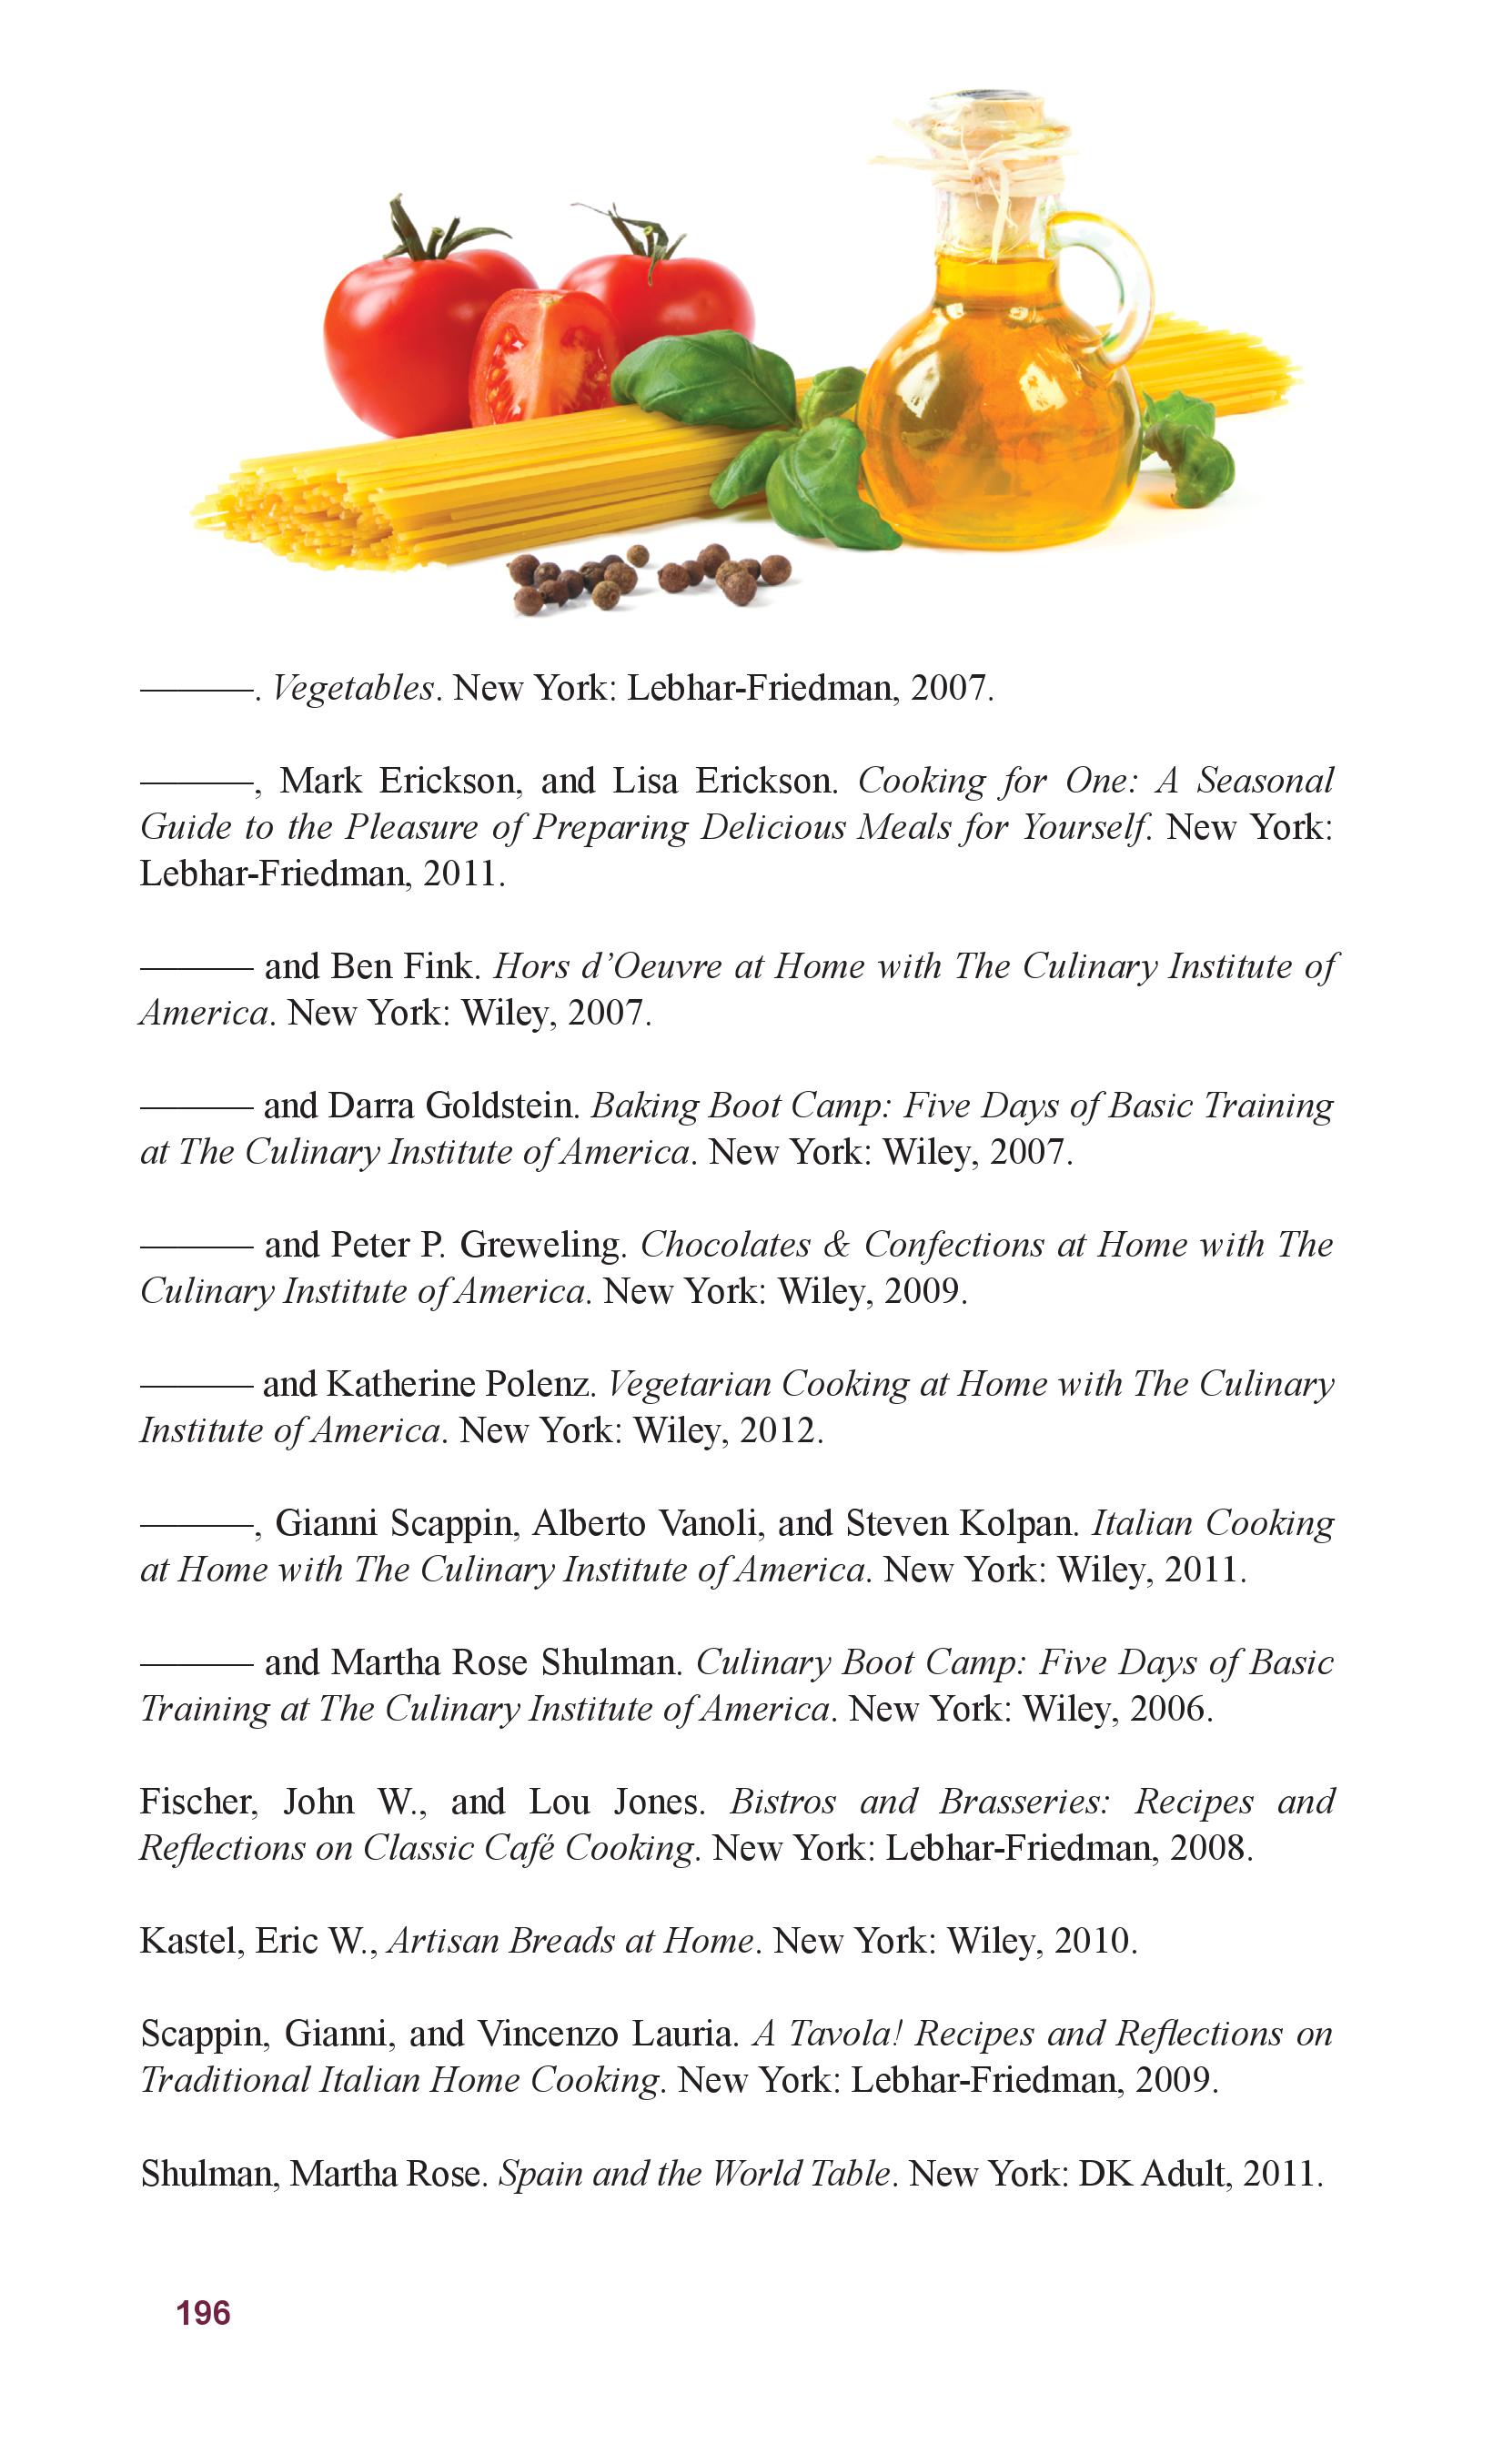 ———. Vegetables. New York: Lebhar-Friedman, 2007.
———, Mark Erickson, and Lisa Erickson. Cooking for One: A Seasonal
Guide to the Pleasure of Preparing Delicious Meals for Yourself. New York:
Lebhar-Friedman, 2011.
——— and Ben Fink. Hors d’Oeuvre at Home with The Culinary Institute of
America. New York: Wiley, 2007.
——— and Darra Goldstein. Baking Boot Camp: Five Days of Basic Training
at The Culinary Institute of America. New York: Wiley, 2007.
——— and Peter P. Greweling. Chocolates & Confections at Home with The
Culinary Institute of America. New York: Wiley, 2009.
——— and Katherine Polenz. Vegetarian Cooking at Home with The Culinary
Institute of America. New York: Wiley, 2012.
———, Gianni Scappin, Alberto Vanoli, and Steven Kolpan. Italian Cooking
at Home with The Culinary Institute of America. New York: Wiley, 2011.
——— and Martha Rose Shulman. Culinary Boot Camp: Five Days of Basic
Training at The Culinary Institute of America. New York: Wiley, 2006.
Fischer, John W., and Lou Jones. Bistros and Brasseries: Recipes and
Reflections on Classic Café Cooking. New York: Lebhar-Friedman, 2008.
Kastel, Eric W., Artisan Breads at Home. New York: Wiley, 2010.
Scappin, Gianni, and Vincenzo Lauria. A Tavola! Recipes and Reflections on
Traditional Italian Home Cooking. New York: Lebhar-Friedman, 2009.
Shulman, Martha Rose. Spain and the World Table. New York: DK Adult, 2011.
196